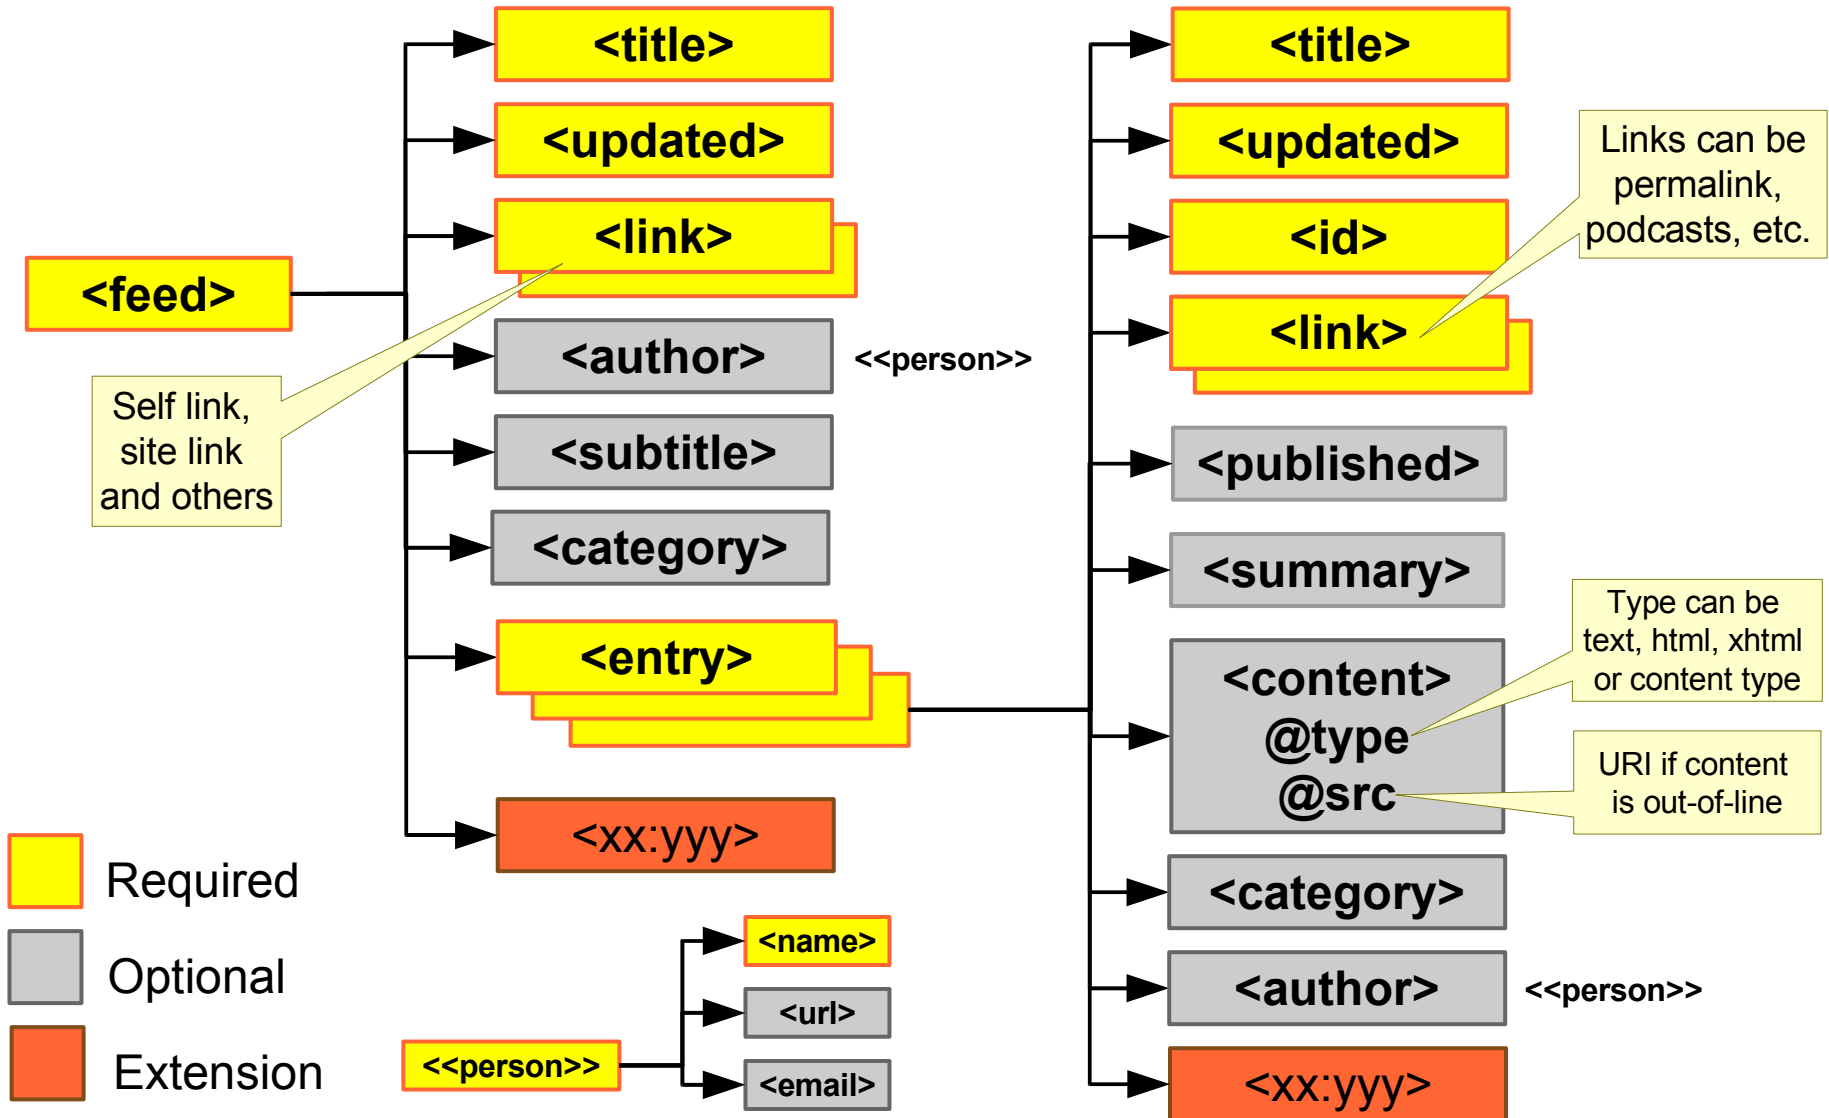 <feed>
Self link,
site link
and others
<title>
<updated>
<link>
<author>
<<person>>
<subtitle>
<category>
<entry>
<xx:yyy>
<title>
<updated>
<id>
<link>
Links can be
permalink,
podcasts, etc.
<published>
<summary>
<content>
@type
@src
Type can be
text, html, xhtml
or content type
URI if content
is out-of-line
<category>
<author>
<<person>>
<xx:yyy>
Required
Optional
Extension
<<person>>
<name>
<url>
<email>